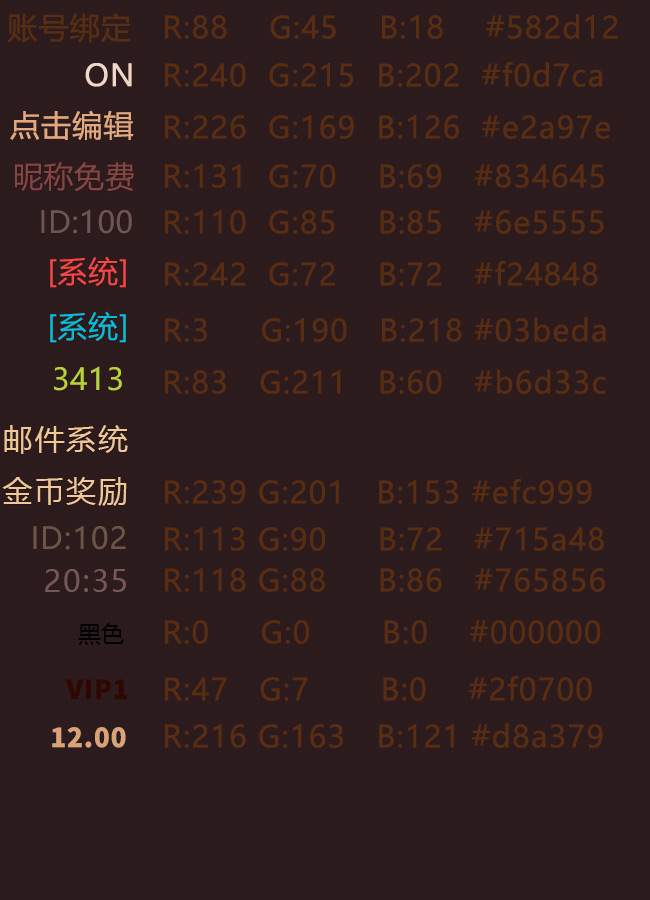 账号绑定 R:88 G:45 B:18 #582d12
ON R:240 G:215 B:202 #f0d7ca
点击编辑 R:226 G:169 B:126 #e2a97e
昵称免费 R:131 G:70 B:69 #834645
ID:100 R:110 G:85 B:85 #6e5555
[系统] R:242 G:72 B:72 #f24848
[系统] R:3 G:190 B:218 #03beda
3413 R:83 G:211 B:60 #b6d33c
邮件系统
金币奖励 R:239 G:201 B:153 #efc999
ID:102 R:113 G:90 B:72 #715a48
20:35 R:118 G:88 B:86 #765856
黑色 R:0 G:0 B:0 #000000
VIP1 R:47 G:7 B:0 #2f0700
12.00 R:216 G:163 B:121 #d8a379